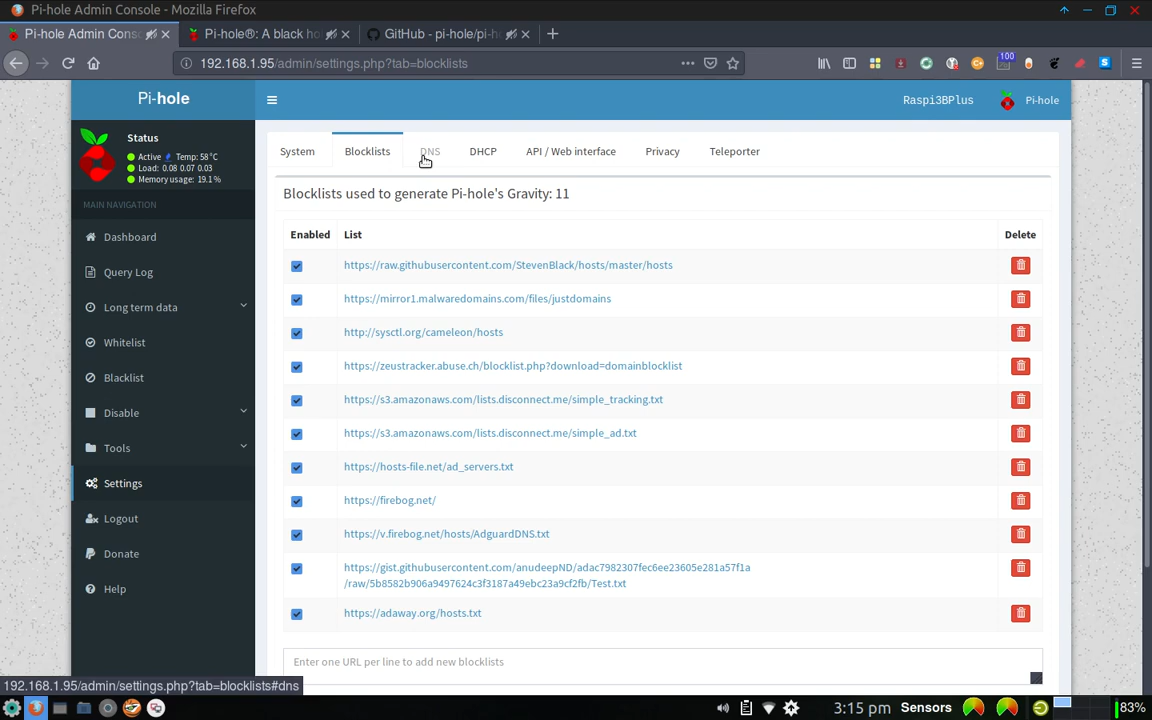 Pi-hole Admin Console - Mozilla Firefox
Pi-hole Admin Conso
Pi-hole®: A black ho
GitHub - pi-hole/pi-ho
192.168.1.95/admin/settings.php?tab=blocklists
100
Pi-hole
Raspi3BPlus
Pi-hole
Status
Active Temp: 58°C
Load: 0.08 0.07 0.03
Memory usage: 19.1%
MAIN NAVIGATION
Dashboard
Query Log
Long term data
Whitelist
Blacklist
Disable
Tools
Settings
Logout
Donate
Help
System
Blocklists
DNS
DHCP
API / Web interface
Privacy
Teleporter
Blocklists used to generate Pi-hole's Gravity: 11
Enabled List Delete
https://raw.githubusercontent.com/StevenBlack/hosts/master/hosts
https://mirror1.malwaredomains.com/files/justdomains
http://sysctl.org/cameleon/hosts
https://zeustracker.abuse.ch/blocklist.php?download=domainblocklist
https://s3.amazonaws.com/lists.disconnect.me/simple_tracking.txt
https://s3.amazonaws.com/lists.disconnect.me/simple_ad.txt
https://hosts-file.net/ad_servers.txt
https://firebog.net/
https://v.firebog.net/hosts/AdguardDNS.txt
https://gist.githubusercontent.com/anudeepND/adac7982307fec6ee23605e281a57f1a
/raw/5b8582b906a9497624c3f3187a49ebc23a9cf2fb/Test.txt
https://adaway.org/hosts.txt
Enter one URL per line to add new blocklists
192.168.1.95/admin/settings.php?tab=blocklists#dns
3:15 pm Sensors 83%